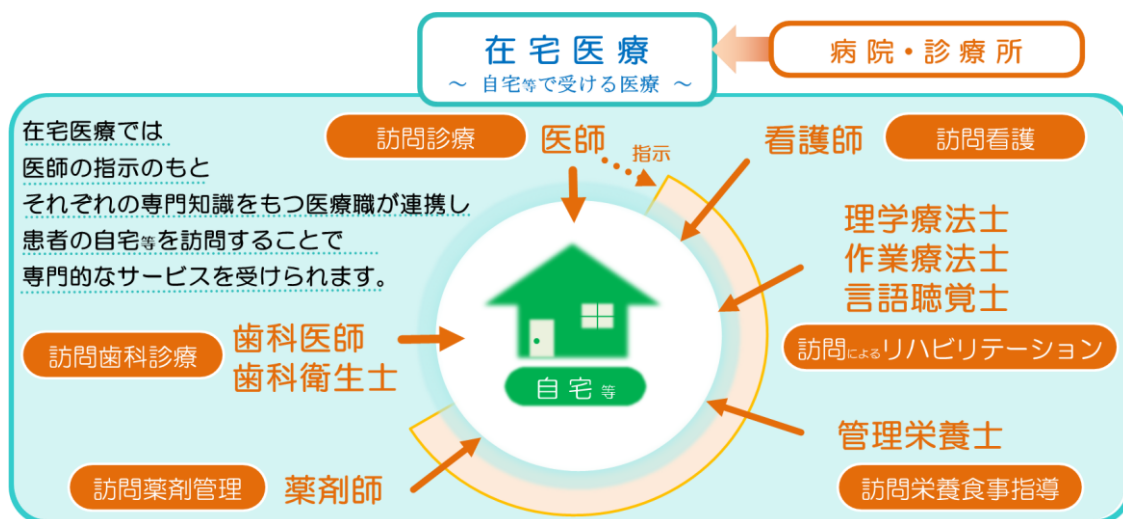 在宅医療
～ 自宅等で受ける医療 ～
病院・診療所
在宅医療では
医師の指示のもと
それぞれの専門知識をもつ医療職が連携し
患者の自宅等を訪問することで
専門的なサービスを受けられます。
訪問診療
医師
指示
看護師
訪問看護
理学療法士
作業療法士
言語聴覚士
訪問によるリハビリテーション
歯科医師
歯科衛生士
訪問歯科診療
自宅等
管理栄養士
訪問栄養食事指導
訪問薬剤管理
薬剤師